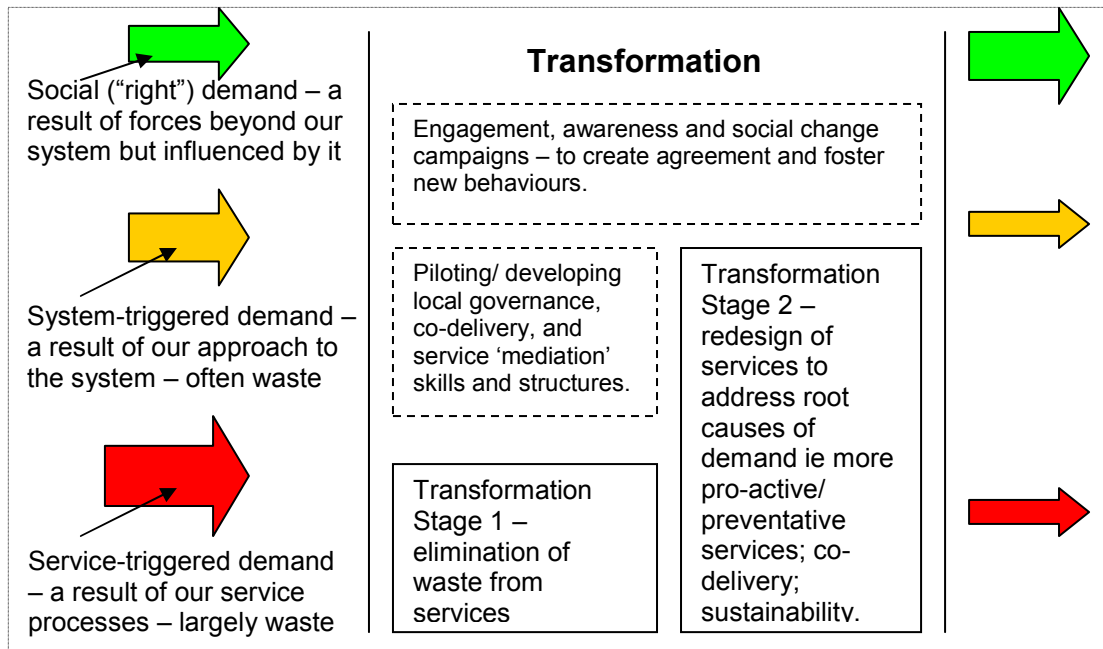 Social (“right”) demand – a
result of forces beyond our
system but influenced by it
System-triggered demand –
a result of our approach to
the system – often waste
Service-triggered demand
– a result of our service
processes – largely waste
Transformation
Engagement, awareness and social change
campaigns – to create agreement and foster
new behaviours.
Piloting/ developing
local governance,
co-delivery, and
service ‘mediation’
skills and structures.
Transformation
Stage 1 –
elimination of
waste from
services
Transformation
Stage 2 –
redesign of
services to
address root
causes of
demand ie more
pro-active/
preventative
services; co-
delivery;
sustainability.